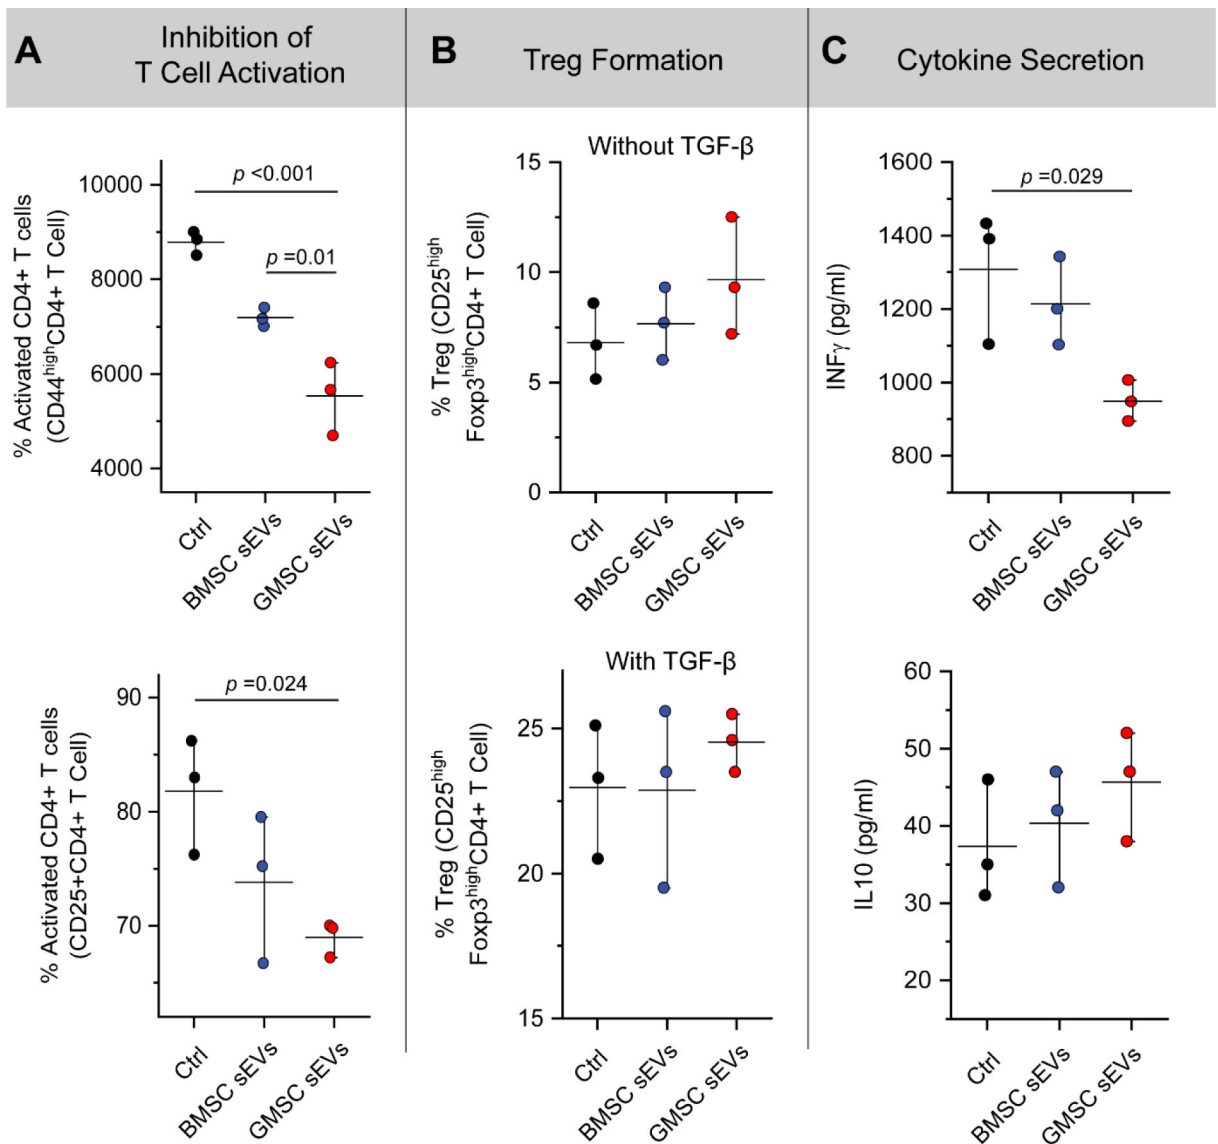 A
Inhibition of
T Cell Activation
B
Treg Formation
C
Cytokine Secretion
% Activated CD4+ T cells
(CD44highCD4+ T Cell)
10000
8000
6000
4000
p <0.001
p =0.01
Ctrl
BMSC sEVs
GMSC sEVs
Without TGF-β
% Treg (CD25high
Foxp3highCD4+ T Cell)
15
10
5
0
Ctrl
BMSC sEVs
GMSC sEVs
INFγ (pg/ml)
1600
1400
1200
1000
800
p =0.029
Ctrl
BMSC sEVs
GMSC sEVs
% Activated CD4+ T cells
(CD25+CD4+ T Cell)
90
80
70
p =0.024
Ctrl
BMSC sEVs
GMSC sEVs
With TGF-β
% Treg (CD25high
Foxp3highCD4+ T Cell)
25
20
15
Ctrl
BMSC sEVs
GMSC sEVs
IL10 (pg/ml)
60
50
40
30
20
Ctrl
BMSC sEVs
GMSC sEVs